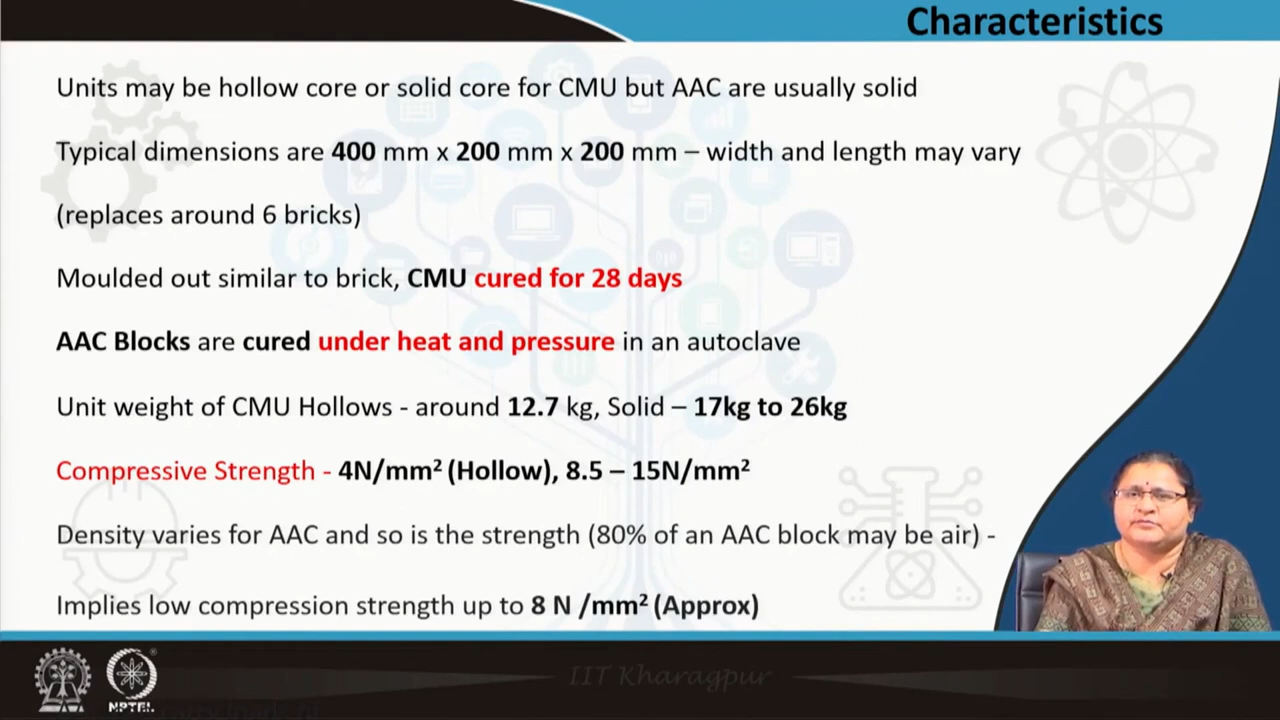 Characteristics
Units may be hollow core or solid core for CMU but AAC are usually solid
Typical dimensions are 400 mm x 200 mm x 200 mm – width and length may vary
(replaces around 6 bricks)
Moulded out similar to brick, CMU cured for 28 days
AAC Blocks are cured under heat and pressure in an autoclave
Unit weight of CMU Hollows - around 12.7 kg, Solid – 17kg to 26kg
Compressive Strength - 4N/mm² (Hollow), 8.5 – 15N/mm²
Density varies for AAC and so is the strength (80% of an AAC block may be air) -
Implies low compression strength up to 8 N /mm² (Approx)
IIT Kharagpur
NPTEL